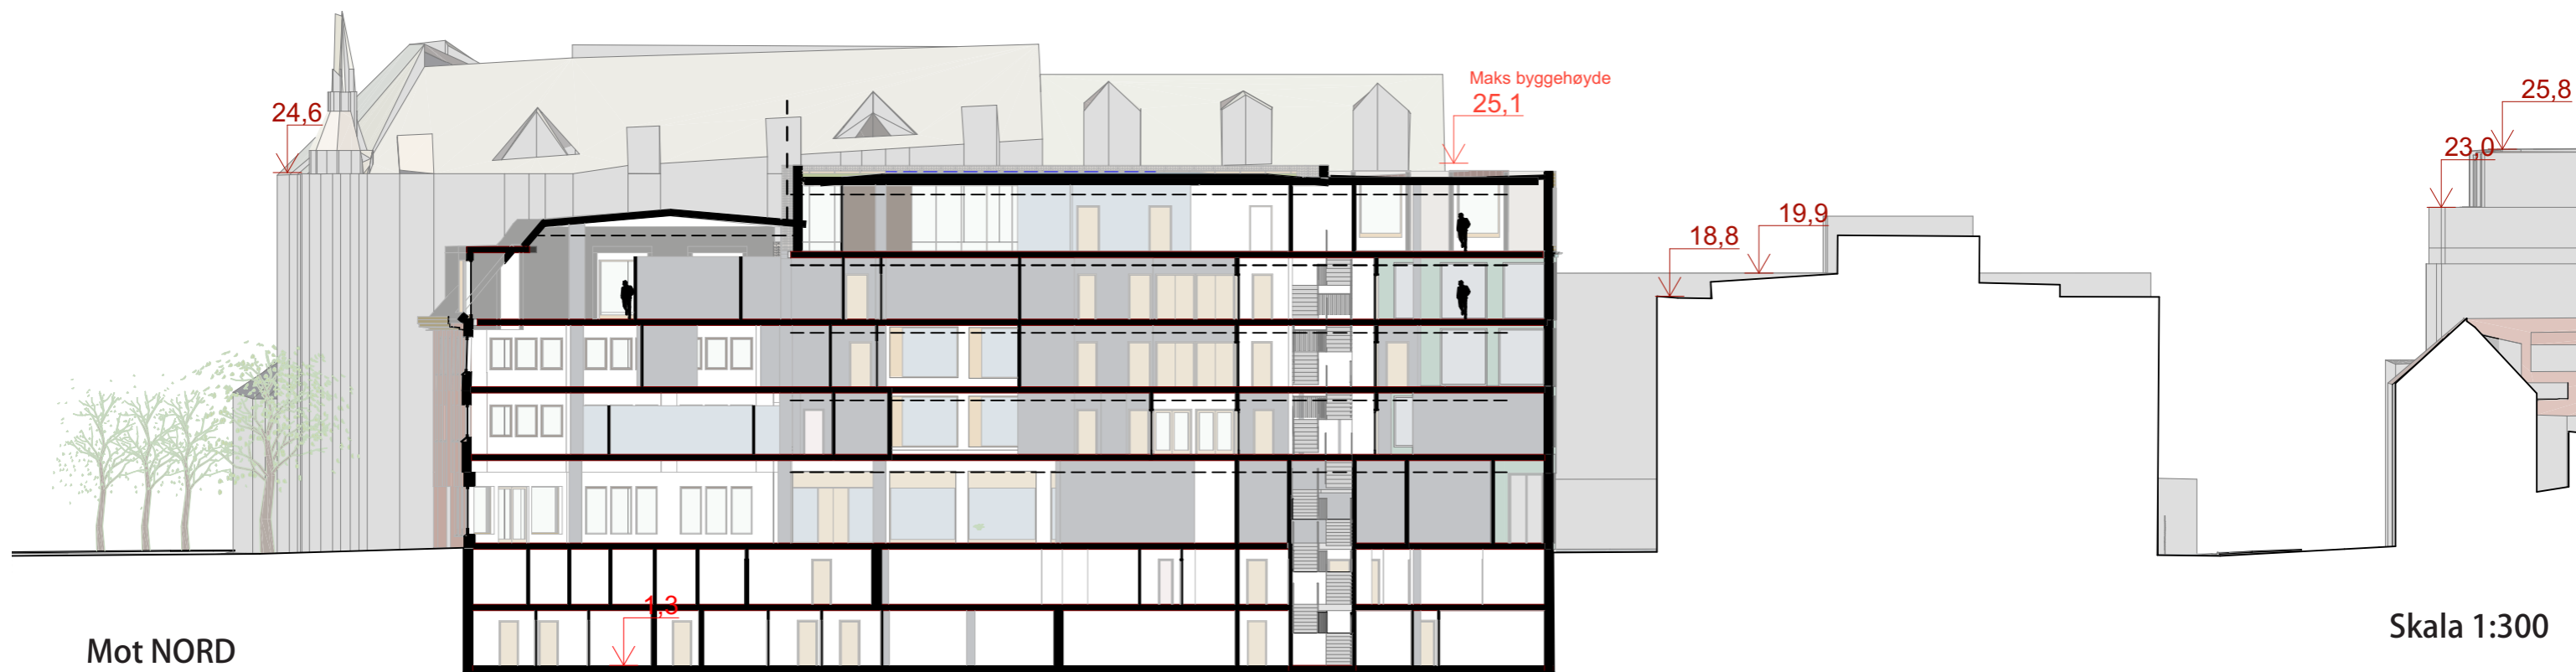 Maks byggehøyde
25,1
24,6
25,8
23,0
19,9
18,8
1,3
Mot NORD
Skala 1:300